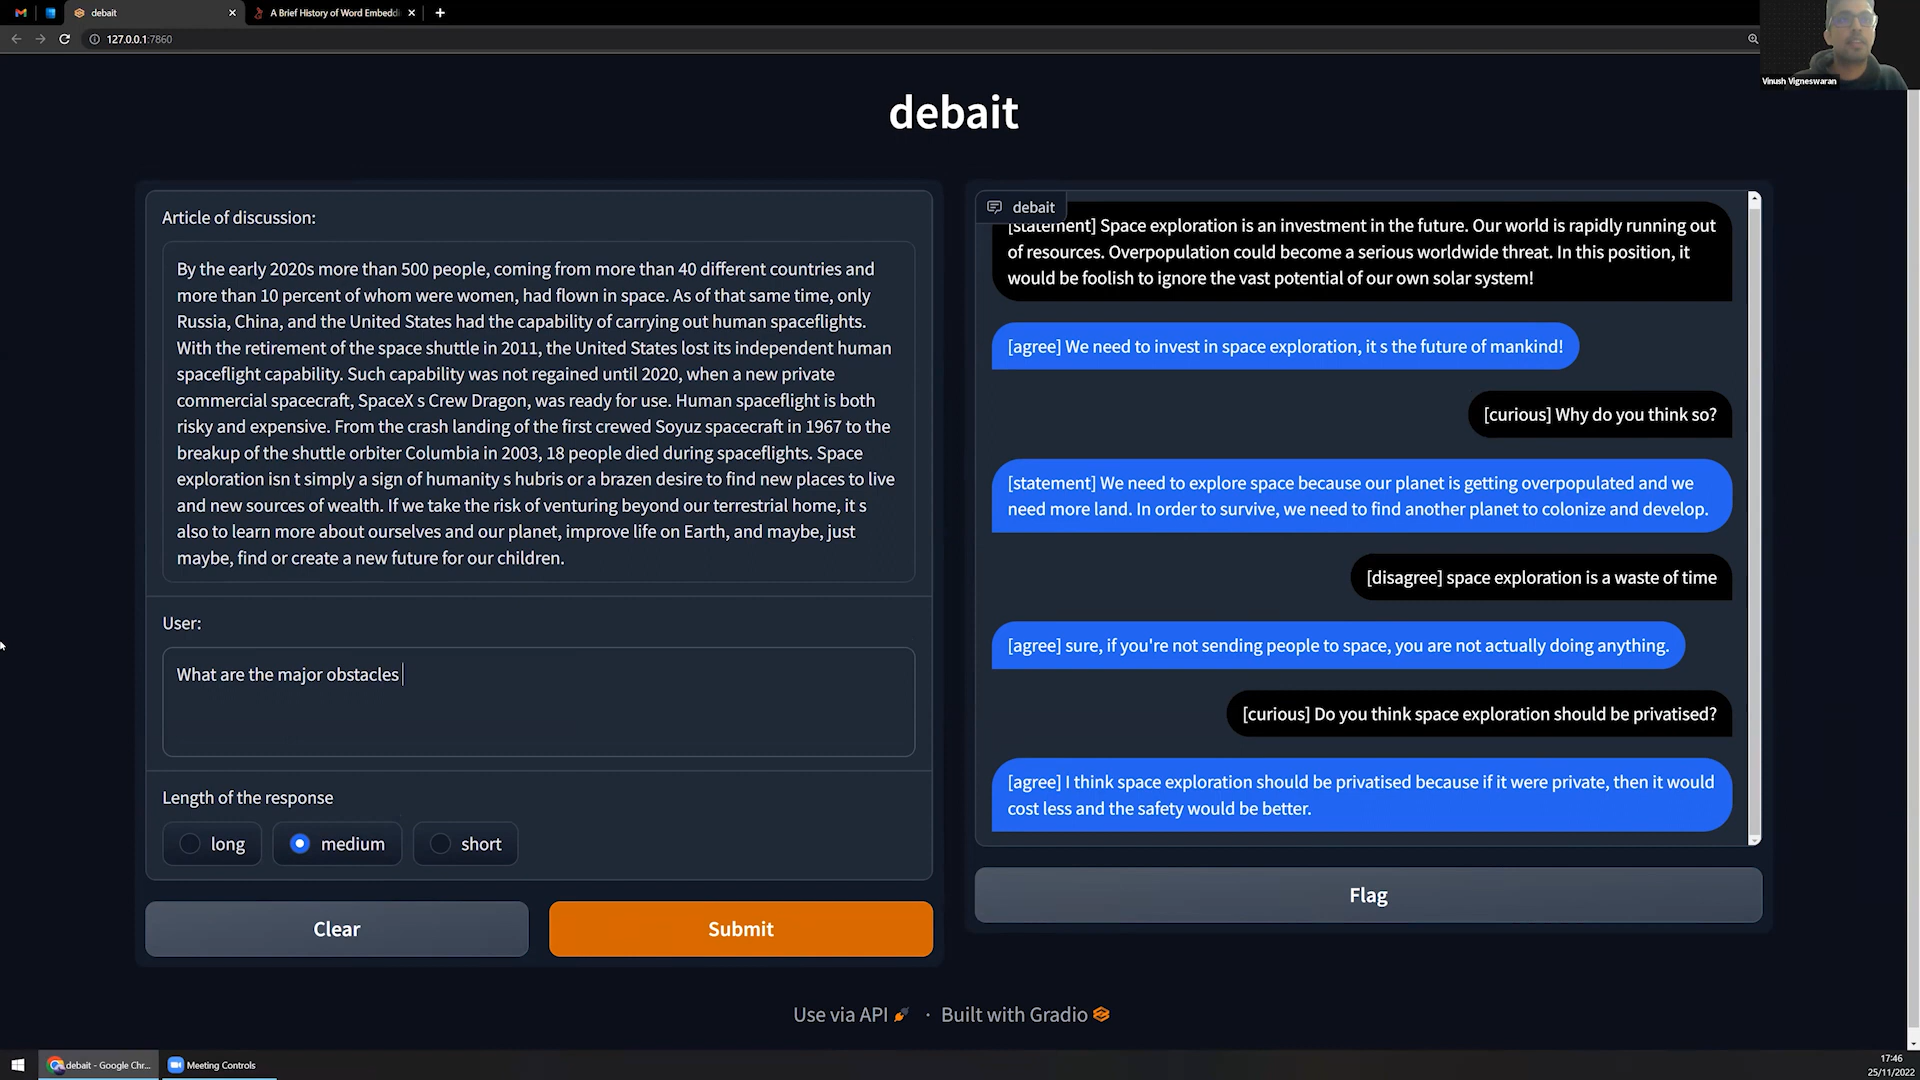 debait
A Brief History of Word Embeddi
127.0.0.1:7860
Vinush Vigneswaran
debait
Article of discussion:
By the early 2020s more than 500 people, coming from more than 40 different countries and
more than 10 percent of whom were women, had flown in space. As of that same time, only
Russia, China, and the United States had the capability of carrying out human spaceflights.
With the retirement of the space shuttle in 2011, the United States lost its independent human
spaceflight capability. Such capability was not regained until 2020, when a new private
commercial spacecraft, SpaceX s Crew Dragon, was ready for use. Human spaceflight is both
risky and expensive. From the crash landing of the first crewed Soyuz spacecraft in 1967 to the
breakup of the shuttle orbiter Columbia in 2003, 18 people died during spaceflights. Space
exploration isn t simply a sign of humanity s hubris or a brazen desire to find new places to live
and new sources of wealth. If we take the risk of venturing beyond our terrestrial home, it s
also to learn more about ourselves and our planet, improve life on Earth, and maybe, just
maybe, find or create a new future for our children.
User:
What are the major obstacles
Length of the response
long
medium
short
Clear
Submit
debait
[statement] Space exploration is an investment in the future. Our world is rapidly running out
of resources. Overpopulation could become a serious worldwide threat. In this position, it
would be foolish to ignore the vast potential of our own solar system!
[agree] We need to invest in space exploration, it s the future of mankind!
[curious] Why do you think so?
[statement] We need to explore space because our planet is getting overpopulated and we
need more land. In order to survive, we need to find another planet to colonize and develop.
[disagree] space exploration is a waste of time
[agree] sure, if you're not sending people to space, you are not actually doing anything.
[curious] Do you think space exploration should be privatised?
[agree] I think space exploration should be privatised because if it were private, then it would
cost less and the safety would be better.
Flag
Use via API · Built with Gradio
debait - Google Chr...
Meeting Controls
17:46
25/11/2022